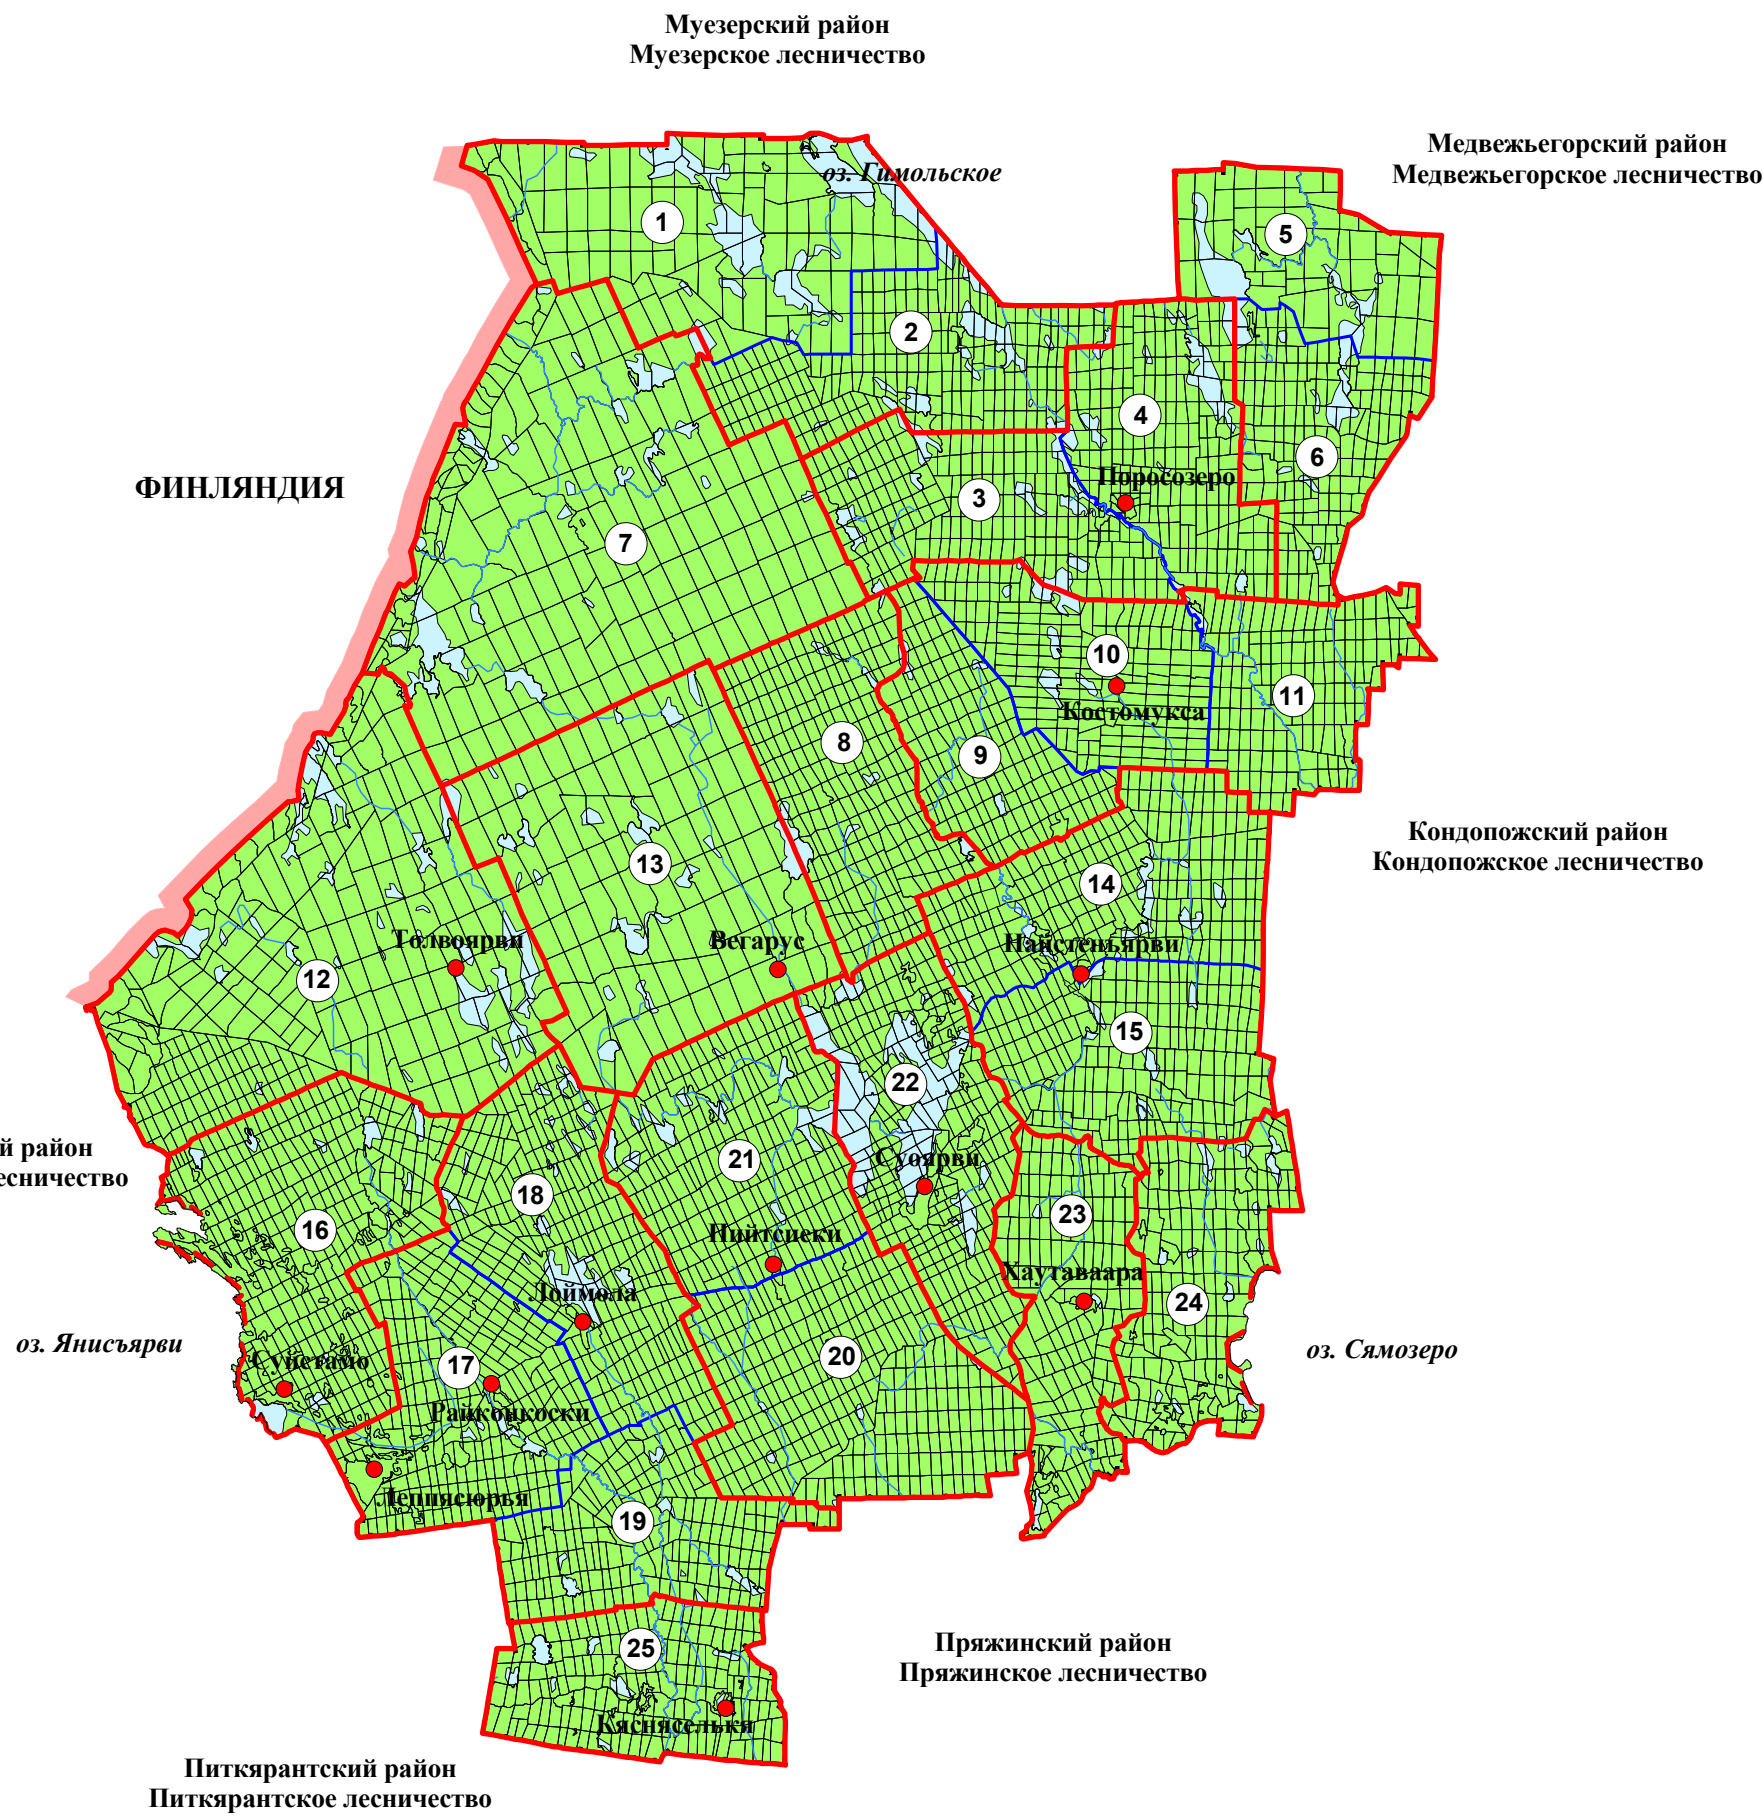 Муезерский район
Муезерское лесничество
Медвежьегорский район
Медвежьегорское лесничество
оз. Гимольское
1
5
2
4
6
Поросозеро
ФИНЛЯНДИЯ
3
7
10
11
Костомукса
8
9
Кондопожский район
Кондопожское лесничество
13
14
Толвоярви
Вегарус
Найстеньярви
12
15
22
й район
есничество
21
Суоярви
18
23
16
Нийтсиеки
Хаутаваара
Лоймола
24
оз. Янисъярви
оз. Сямозеро
Суйстамо
17
20
Райконкоски
Леппясюрья
19
25
Пряжинский район
Пряжинское лесничество
Кясняселькя
Питкярантский район
Питкярантское лесничество